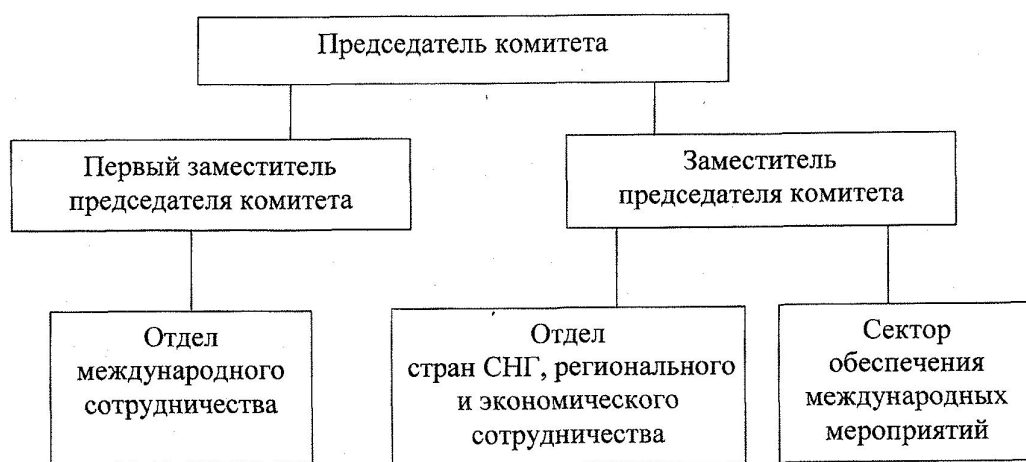 Председатель комитета
Первый заместитель
председателя комитета
Заместитель
председателя комитета
Отдел
международного
сотрудничества
Отдел
стран СНГ, регионального
и экономического
сотрудничества
Сектор
обеспечения
международных
мероприятий